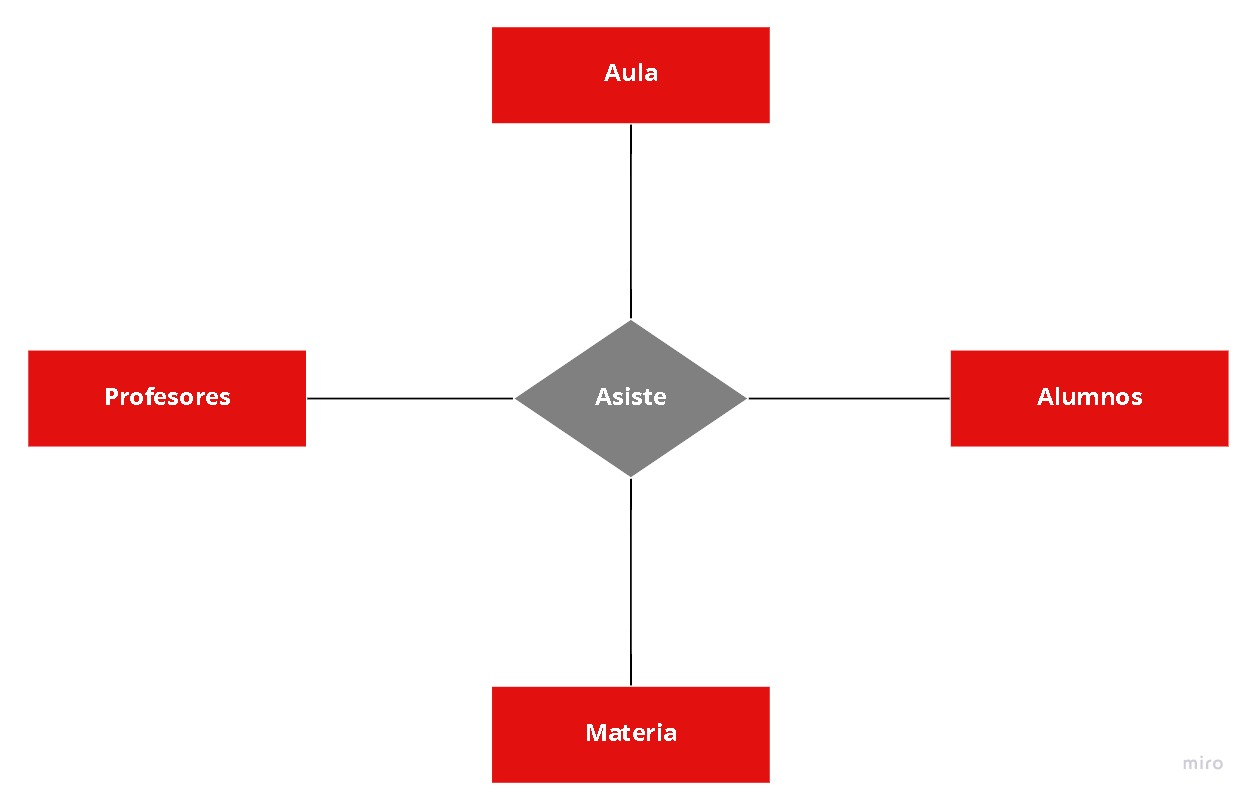 Aula
Profesores
Asiste
Alumnos
Materia
miro